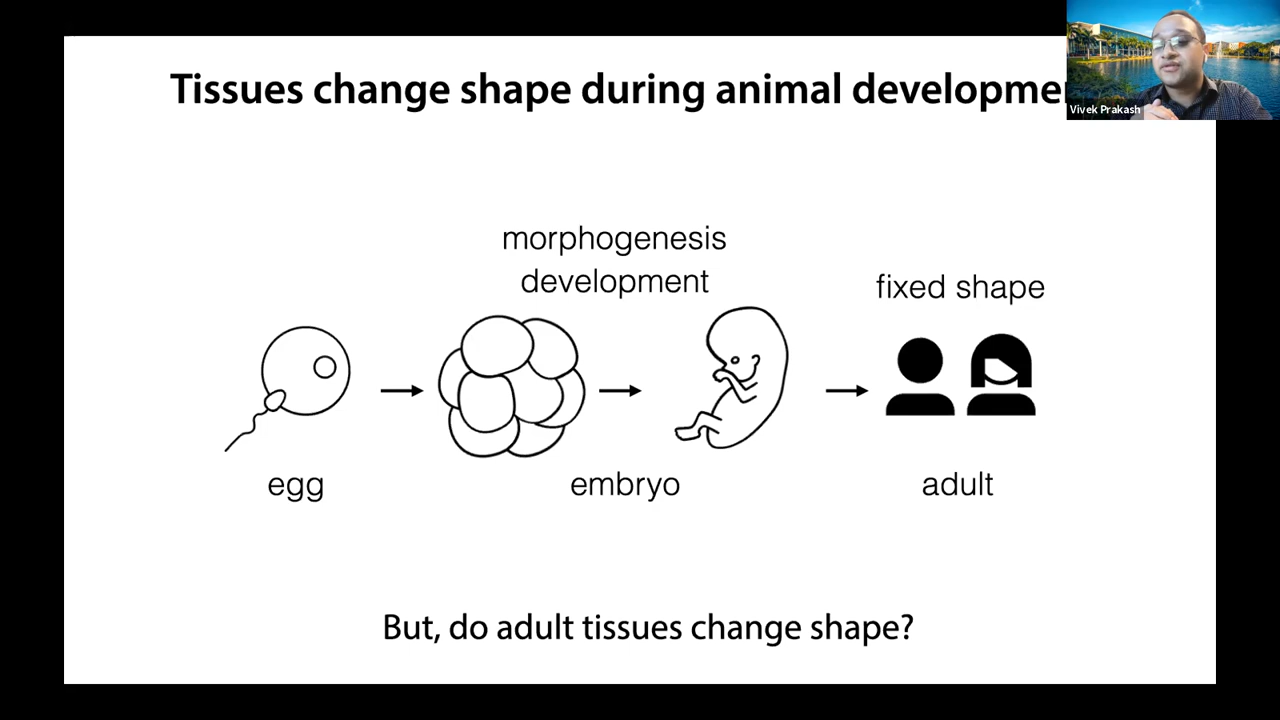 Tissues change shape during animal developme
Vivek Prakash
morphogenesis
development
fixed shape
egg
embryo
adult
But, do adult tissues change shape?